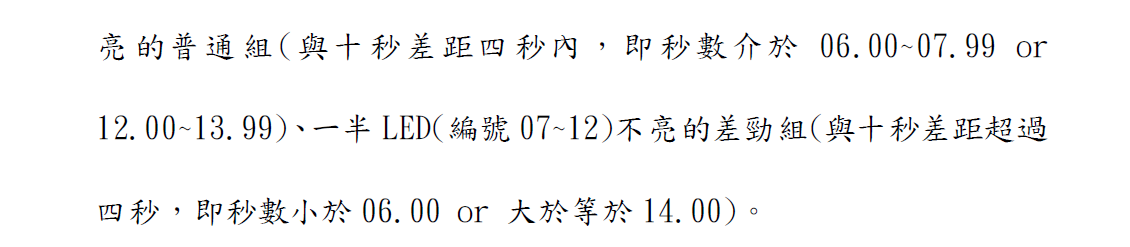 亮的普通組(與十秒差距四秒內，即秒數介於 06.00~07.99 or
12.00~13.99)、一半 LED(編號 07~12)不亮的差勁組(與十秒差距超過
四秒，即秒數小於 06.00 or 大於等於 14.00)。